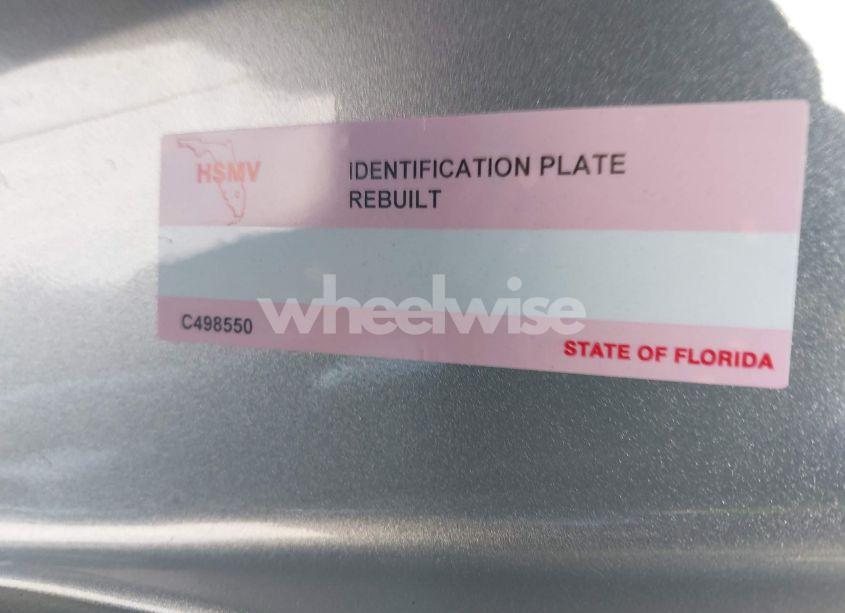 HSMV
IDENTIFICATION PLATE
REBUILT
wheelwise
C498550
STATE OF FLORIDA